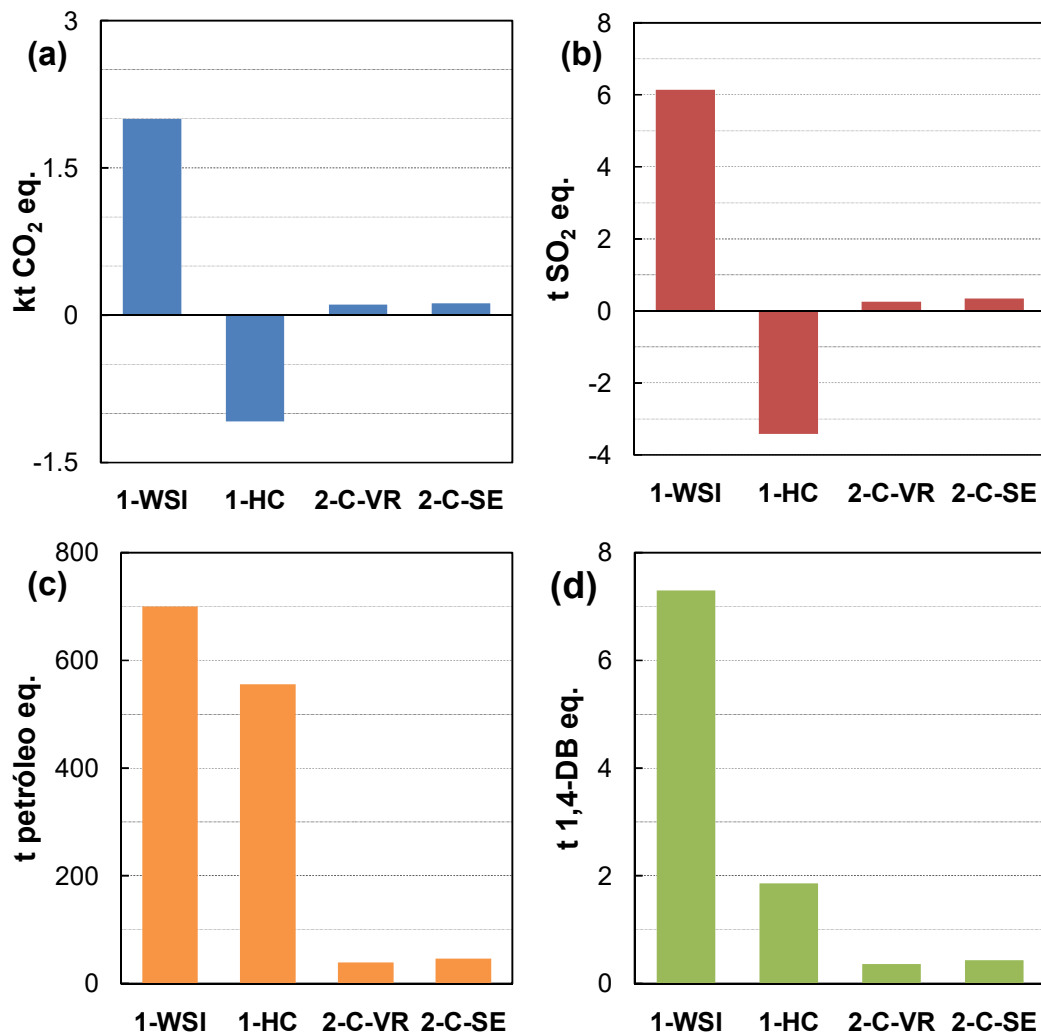 (a)
kt CO₂ eq.
3
1.5
0
-1.5
1-WSI 1-HC 2-C-VR 2-C-SE
(b)
t SO₂ eq.
8
6
4
2
0
-2
-4
1-WSI 1-HC 2-C-VR 2-C-SE
(c)
t petróleo eq.
800
600
400
200
0
1-WSI 1-HC 2-C-VR 2-C-SE
(d)
t 1,4-DB eq.
8
6
4
2
0
1-WSI 1-HC 2-C-VR 2-C-SE